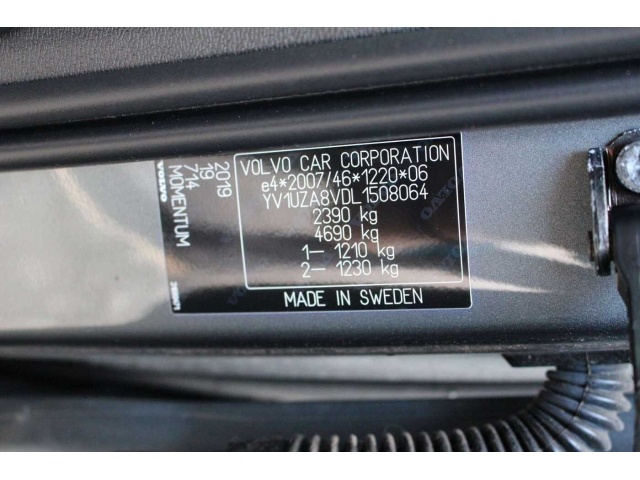 VOLVO CAR CORPORATION
e4*2007/46*1220*06
YV1UZA8VDL1508064
2390 kg
4690 kg
1– 1210 kg
2– 1230 kg
MADE IN SWEDEN
2019
19
714
MOMENTUM
VOLVO